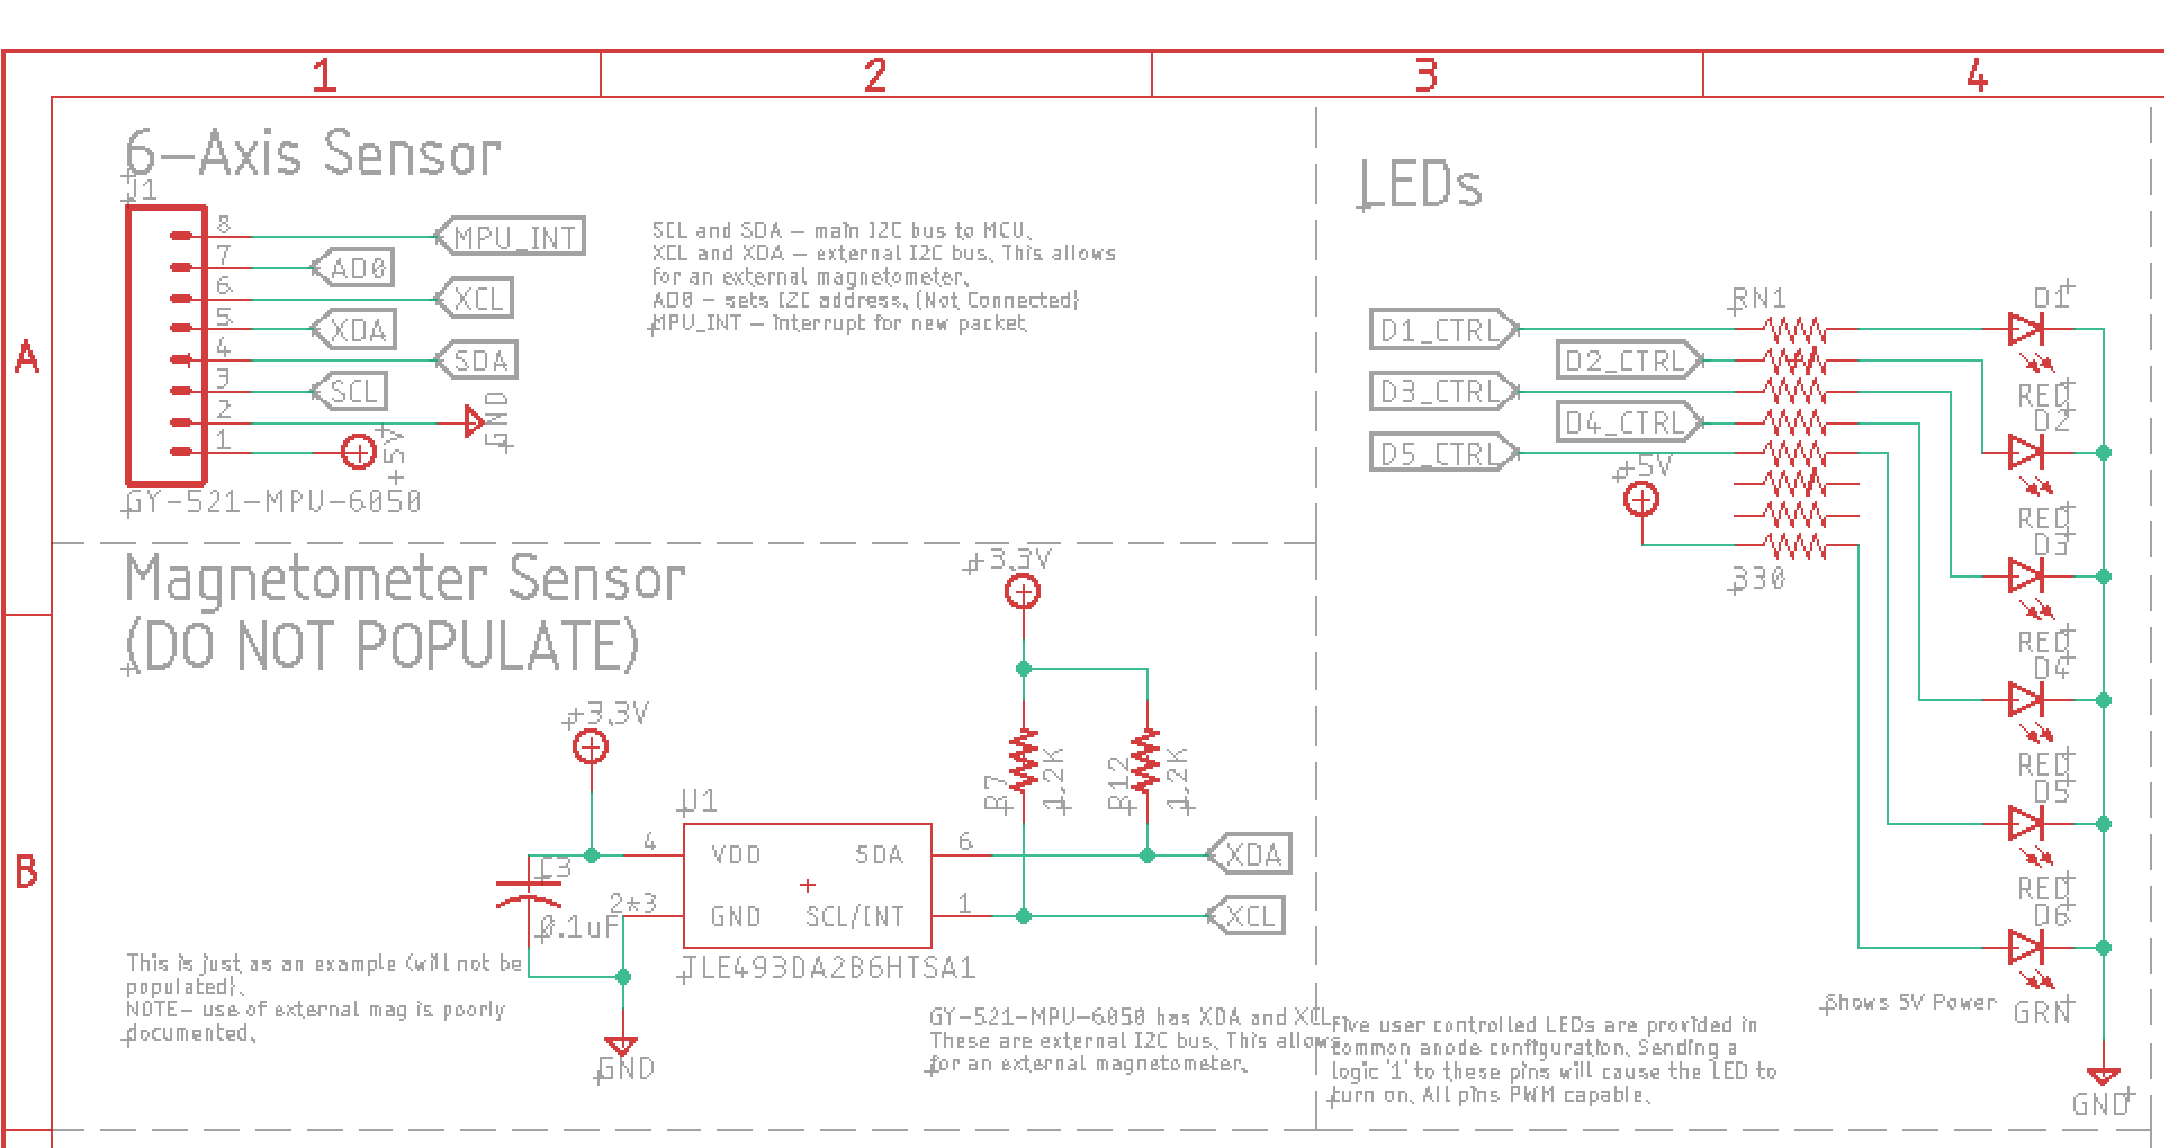 1
2
3
4
A
B
6-Axis Sensor
J1
8
MPU_INT
7
AD0
6
XCL
5
XDA
4
SDA
3
SCL
2
GND
1
+5V
GY-521-MPU-6050
SCL and SDA - main I2C bus to MCU.
XCL and XDA - external I2C bus. This allows
for an external magnetometer.
AD0 - sets I2C address. (Not Connected)
MPU_INT - Interrupt for new packet
Magnetometer Sensor
(DO NOT POPULATE)
+3.3V
+3.3V
R7
1.2K
R12
1.2K
U1
4
VDD
SDA
6
XDA
C3
0.1uF
2*3
GND
SCL/INT
1
XCL
TLE493DA2B6HTSA1
GND
This is just as an example (will not be
populated).
NOTE- use of external mag is poorly
documented.
GY-521-MPU-6050 has XDA and XCL.
These are external I2C bus. This allows
for an external magnetometer.
LEDs
D1_CTRL
D2_CTRL
D3_CTRL
D4_CTRL
D5_CTRL
+5V
RN1
330
D1
RED
D2
RED
D3
RED
D4
RED
D5
RED
D6
GRN
Shows 5V Power
GND
Five user controlled LEDs are provided in
common anode configuration. Sending a
logic '1' to these pins will cause the LED to
turn on. All pins PWM capable.